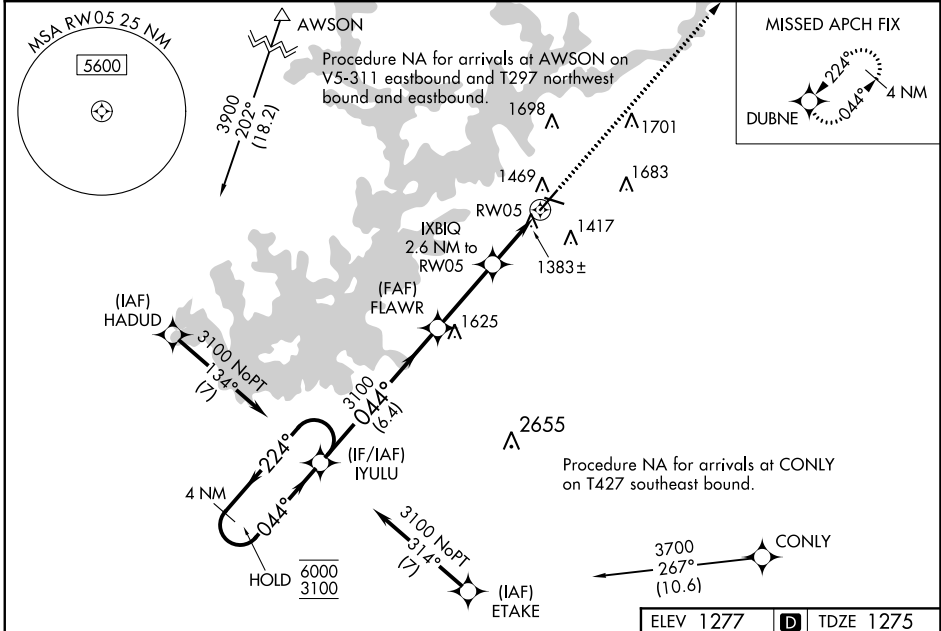 MSA RW05 25 NM
5600
AWSON
3900
202°
(18.2)
Procedure NA for arrivals at AWSON on
V5-311 eastbound and T297 northwest
bound and eastbound.
MISSED APCH FIX
224°
044°
4 NM
DUBNE
1698
1701
1469
1683
RW05
1417
1383±
IXBIQ
2.6 NM to
RW05
(FAF)
FLAWR
1625
(IAF)
HADUD
3100 NoPT
134°
(7)
3100
044°
(6.4)
2655
(IF/IAF)
IYULU
224°
044°
4 NM
HOLD
6000
3100
Procedure NA for arrivals at CONLY
on T427 southeast bound.
3100 NoPT
314°
(7)
(IAF)
ETAKE
3700
267°
(10.6)
CONLY
ELEV 1277 D TDZE 1275